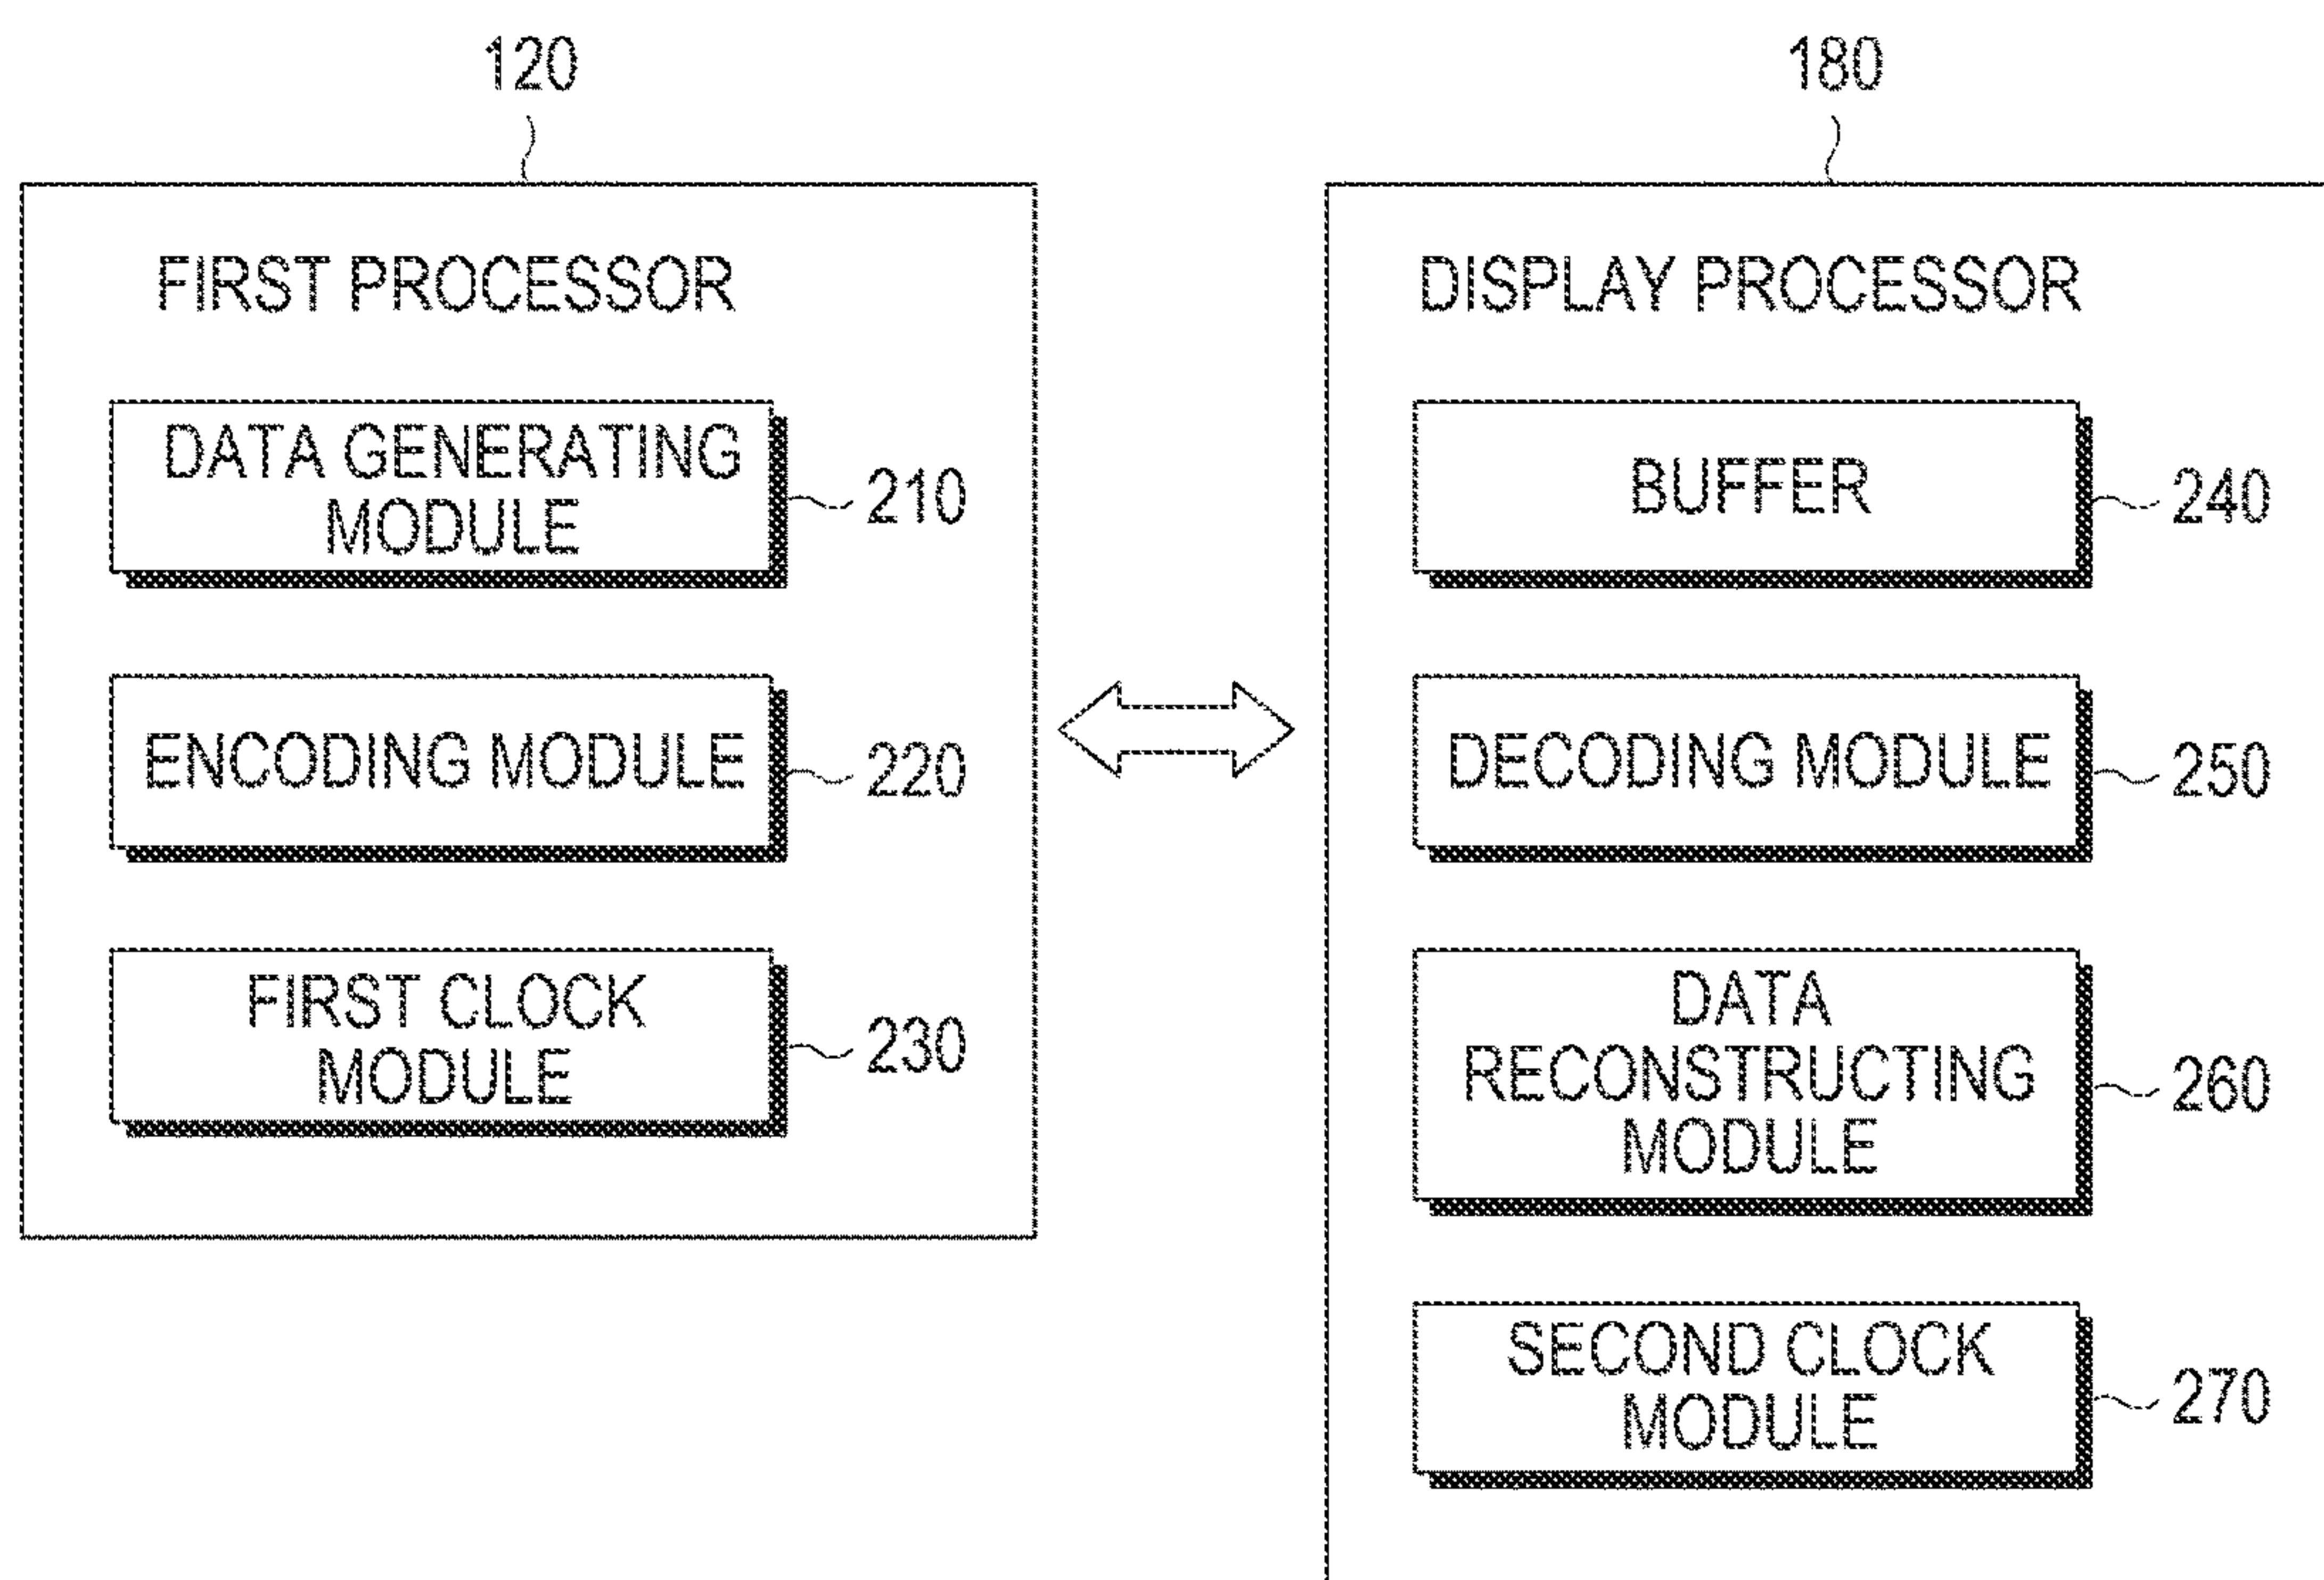 120
FIRST PROCESSOR
DATA GENERATING
MODULE
210
ENCODING MODULE
220
FIRST CLOCK
MODULE
230
180
DISPLAY PROCESSOR
BUFFER
240
DECODING MODULE
250
DATA
RECONSTRUCTING
MODULE
260
SECOND CLOCK
MODULE
270